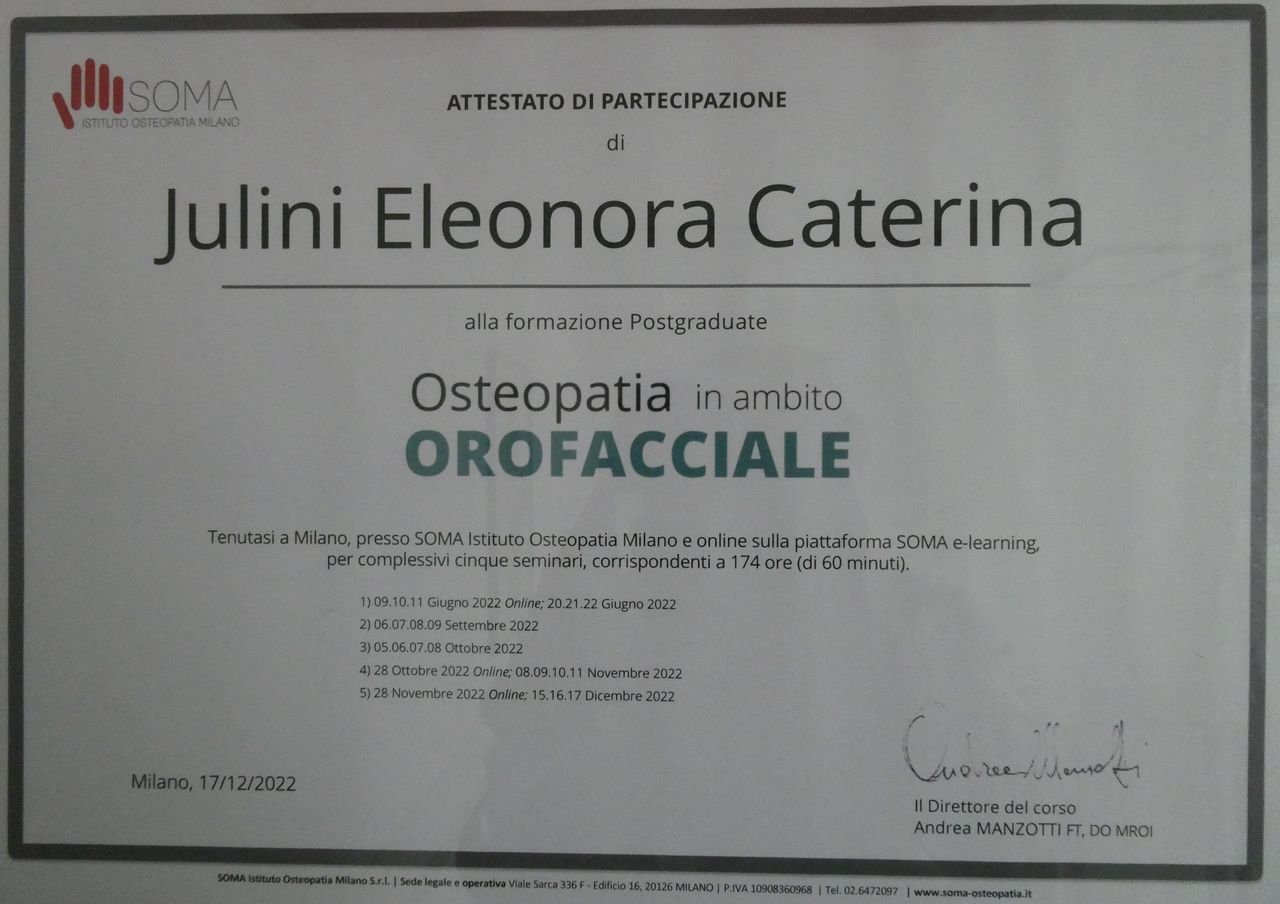 SOMA
ISTITUTO OSTEOPATIA MILANO
ATTESTATO DI PARTECIPAZIONE
di
Julini Eleonora Caterina
alla formazione Postgraduate
Osteopatia in ambito
OROFACCIALE
Tenutasi a Milano, presso SOMA Istituto Osteopatia Milano e online sulla piattaforma SOMA e-learning,
per complessivi cinque seminari, corrispondenti a 174 ore (di 60 minuti).
1) 09.10.11 Giugno 2022 Online; 20.21.22 Giugno 2022
2) 06.07.08.09 Settembre 2022
3) 05.06.07.08 Ottobre 2022
4) 28 Ottobre 2022 Online; 08.09.10.11 Novembre 2022
5) 28 Novembre 2022 Online; 15.16.17 Dicembre 2022
Andrea Manzotti
Milano, 17/12/2022
Il Direttore del corso
Andrea MANZOTTI FT, DO MROI
SOMA Istituto Osteopatia Milano S.r.l. | Sede legale e operativa Viale Sarca 336 F - Edificio 16, 20126 MILANO | P.IVA 10908360968 | Tel. 02.6472097 | www.soma-osteopatia.it